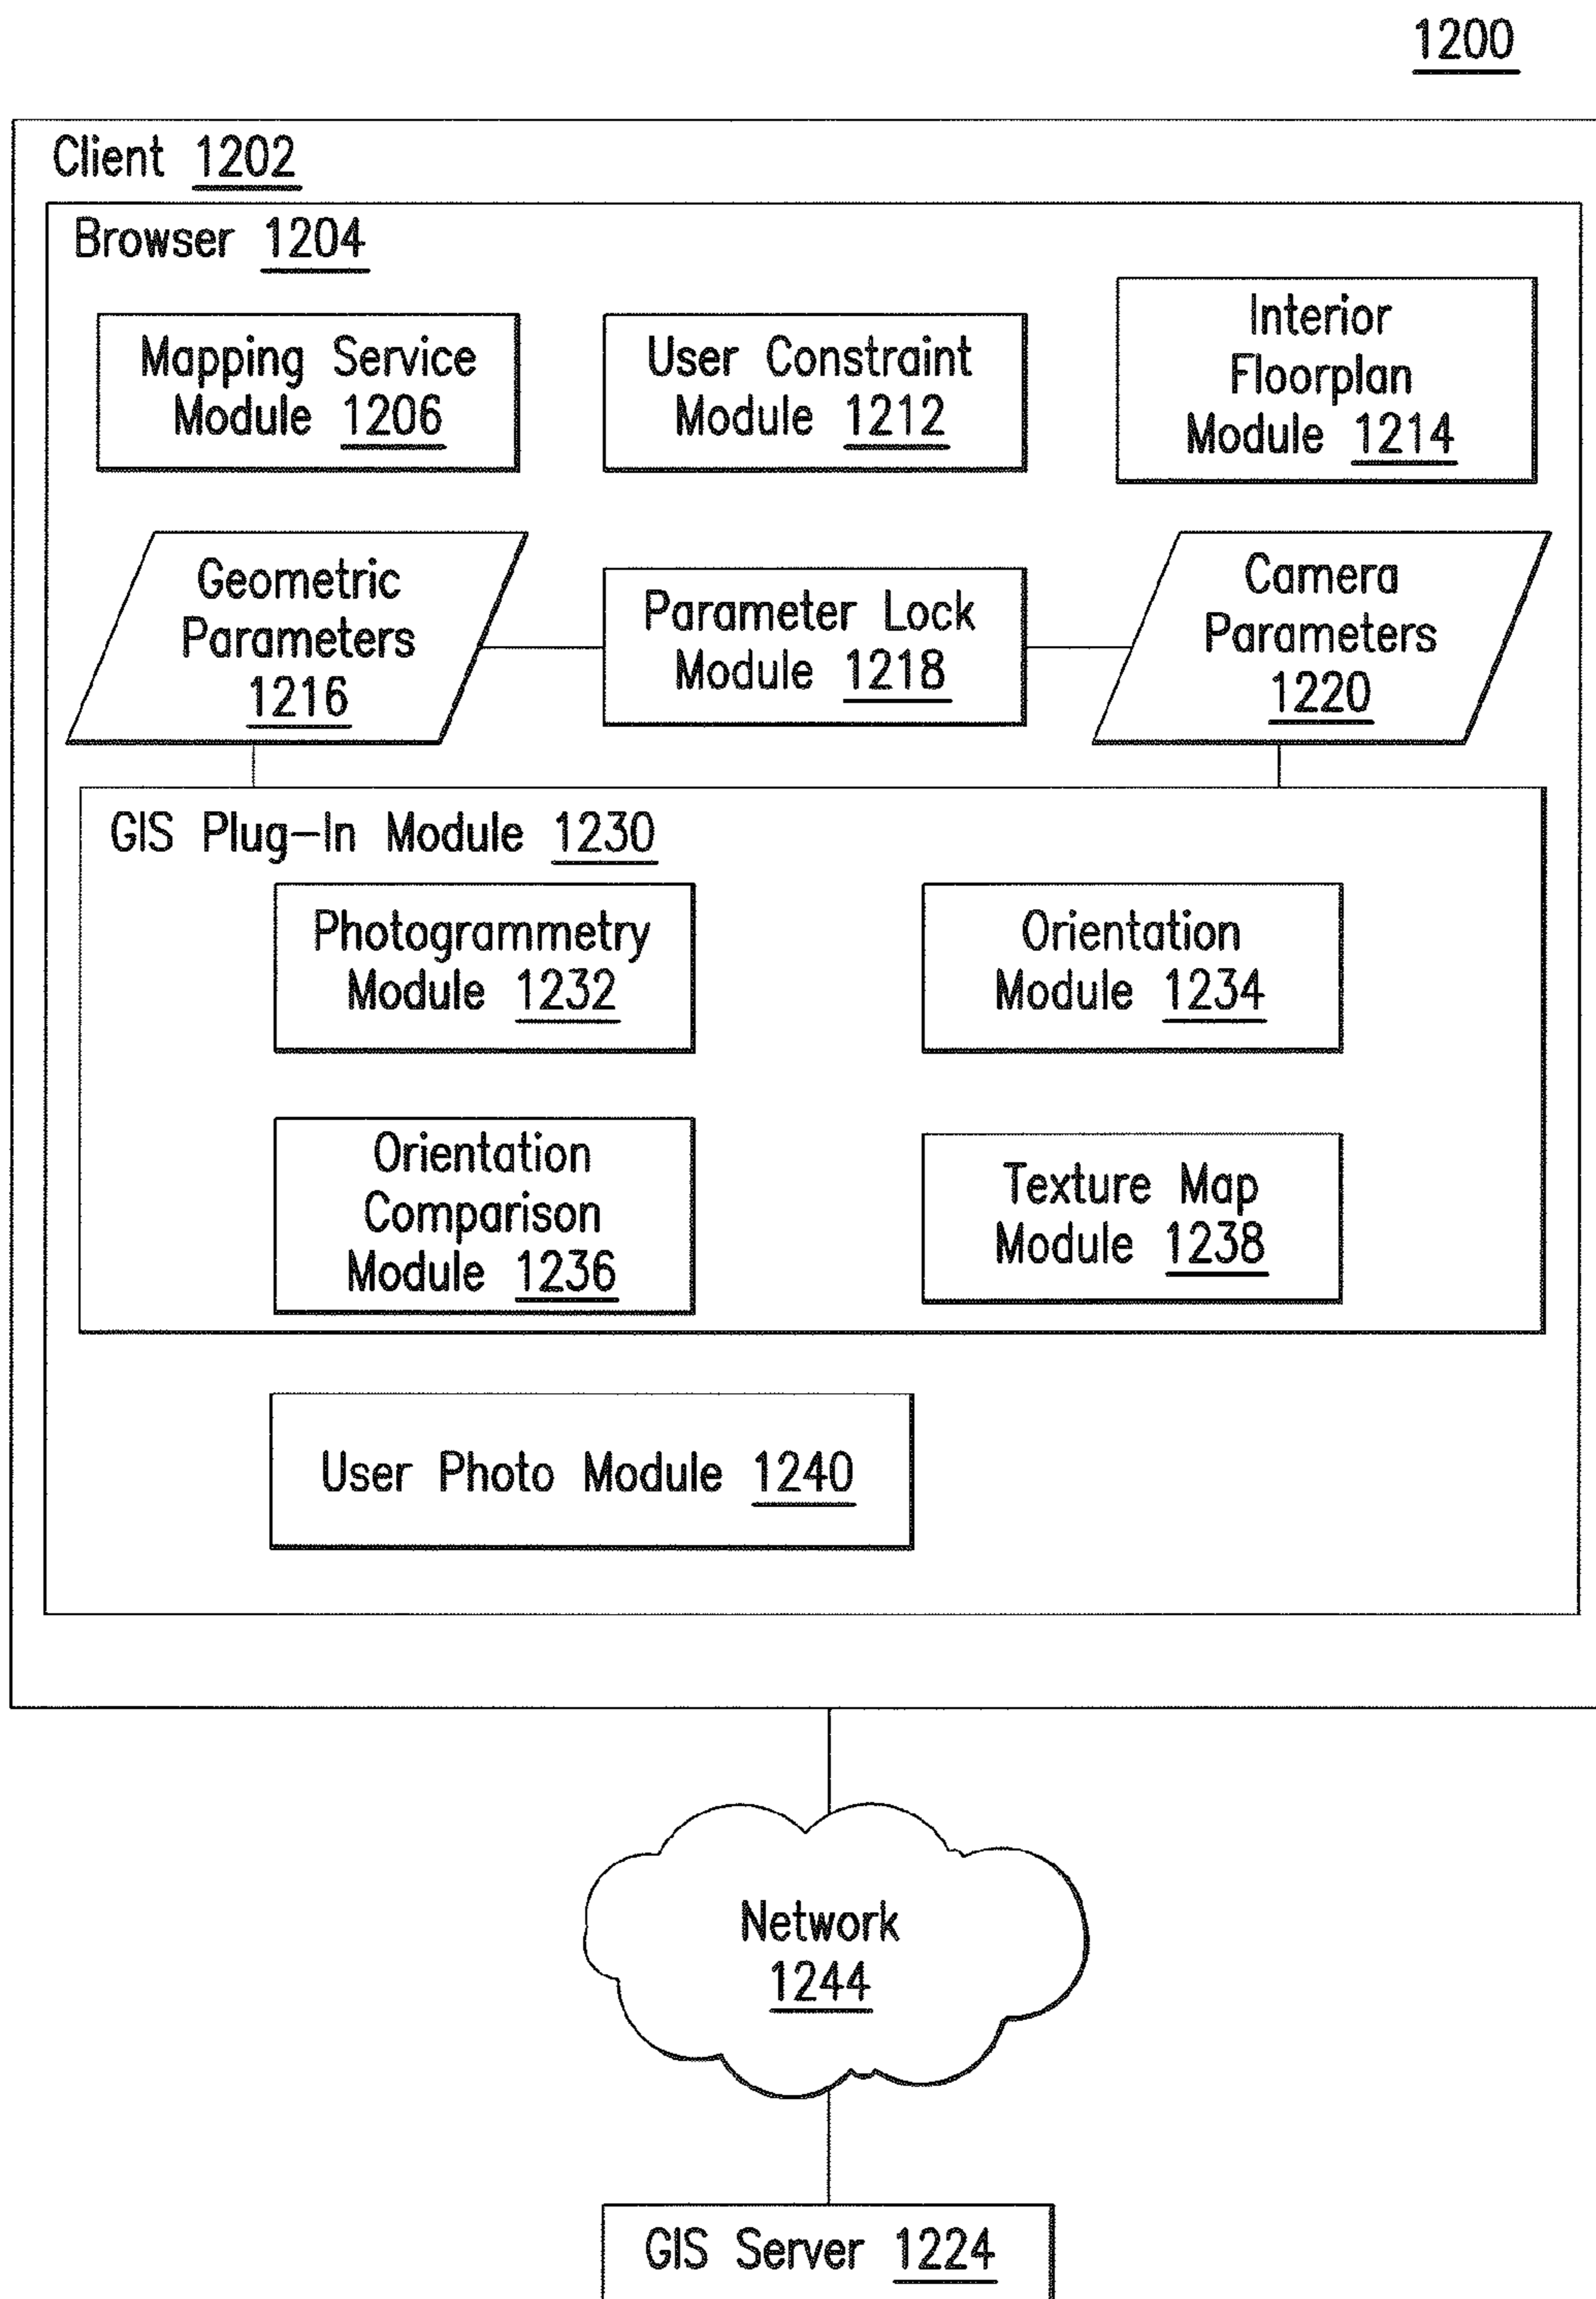 1200
Client 1202
Browser 1204
Mapping Service
Module 1206
User Constraint
Module 1212
Interior
Floorplan
Module 1214
Geometric
Parameters
1216
Parameter Lock
Module 1218
Camera
Parameters
1220
GIS Plug-In Module 1230
Photogrammetry
Module 1232
Orientation
Module 1234
Orientation
Comparison
Module 1236
Texture Map
Module 1238
User Photo Module 1240
Network
1244
GIS Server 1224